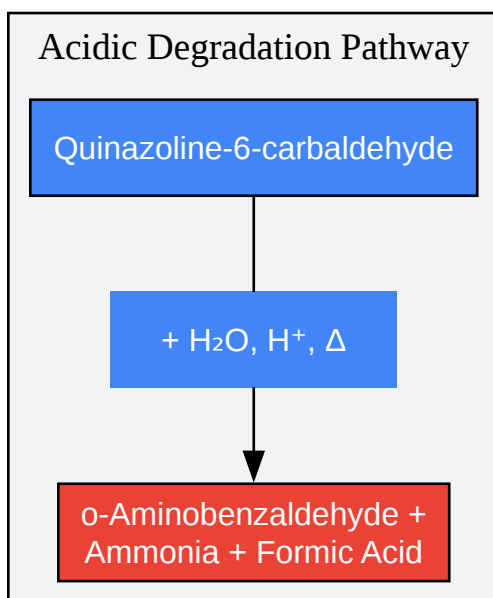 Acidic Degradation Pathway
Quinazoline-6-carbaldehyde
+ H₂O, H⁺, Δ
o-Aminobenzaldehyde +
Ammonia + Formic Acid